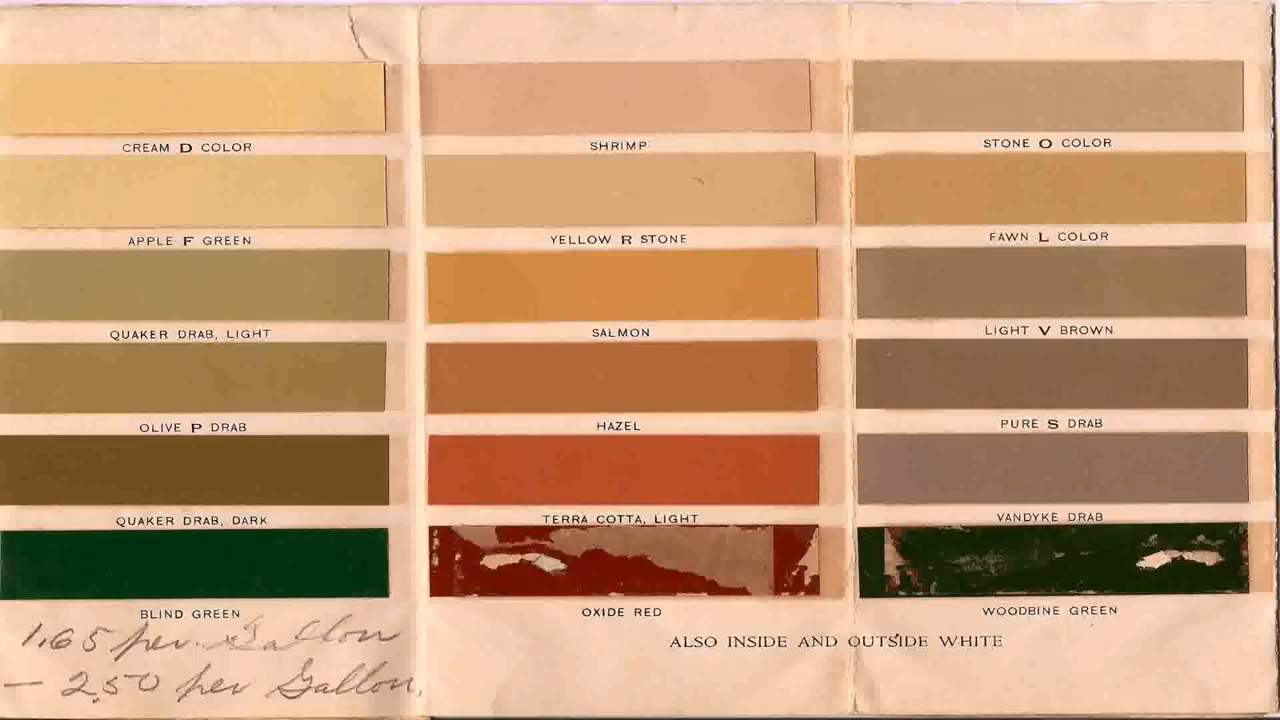 CREAM D COLOR
SHRIMP
STONE O COLOR
APPLE F GREEN
YELLOW R STONE
FAWN L COLOR
QUAKER DRAB, LIGHT
SALMON
LIGHT V BROWN
OLIVE P DRAB
HAZEL
PURE S DRAB
QUAKER DRAB, DARK
TERRA COTTA, LIGHT
VANDYKE DRAB
BLIND GREEN
OXIDE RED
WOODBINE GREEN
1.65 per. Gallon
ALSO INSIDE AND OUTSIDE WHITE
— 2.50 per Gallon.